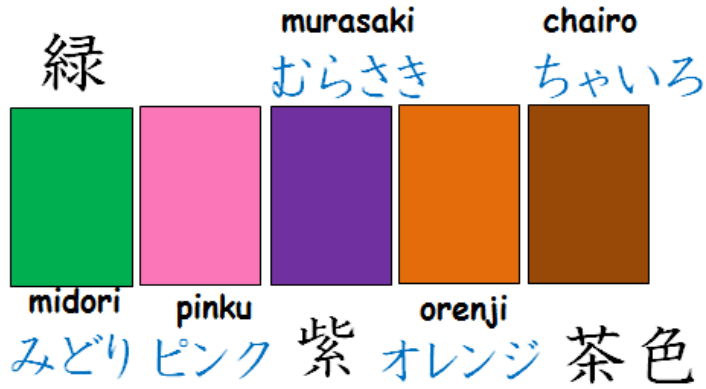 murasaki chairo
緑 むらさき ちゃいろ
midori pinku orenji
みどり ピンク 紫 オレンジ 茶色